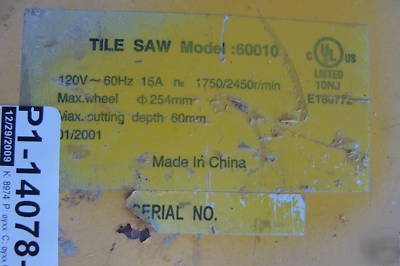 TILE SAW Model :60010
120V~60Hz 15A n₀ 1750/2450r/min
Max.wheel Φ254mm
Max. cutting depth 60mm
01/2001
C UL US
LISTED
10NJ
Made In China
SERIAL NO.
P1-14078-
12/29/2009